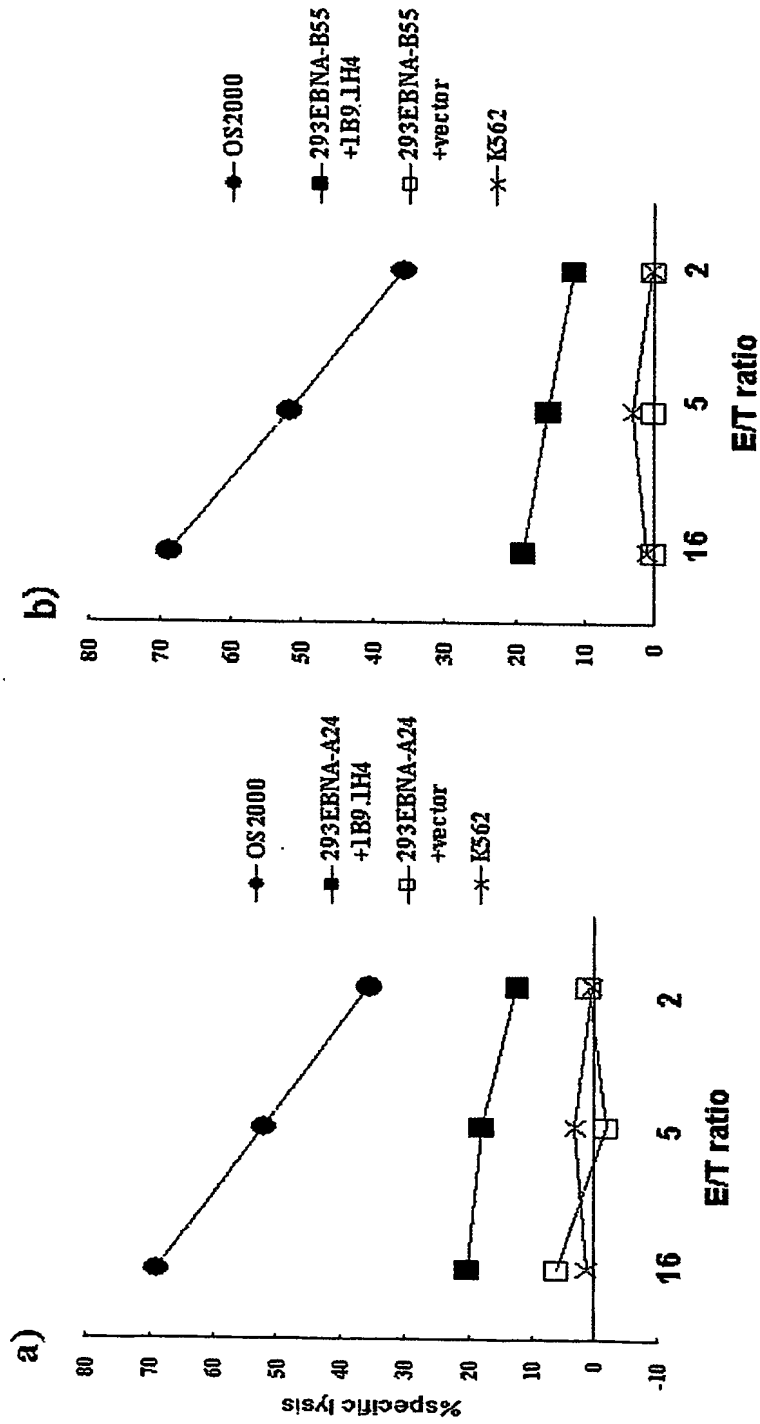 a)
%specific lysis
80
70
60
50
40
30
20
10
0
-10
16
5
2
E/T ratio
OS2000
293EBNA-A24
+1B9.1H4
293EBNA-A24
+vector
K562
b)
80
70
60
50
40
30
20
10
0
16
5
2
E/T ratio
OS2000
293EBNA-B55
+1B9.1H4
293EBNA-B55
+vector
K562